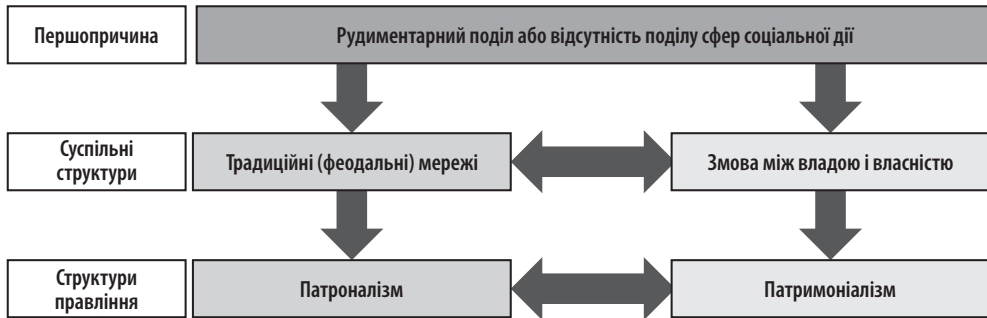 Першопричина
Рудиментарний поділ або відсутність поділу сфер соціальної дії
Суспільні
структури
Традиційні (феодальні) мережі
Змова між владою і власністю
Структури
правління
Патроналізм
Патримоніалізм